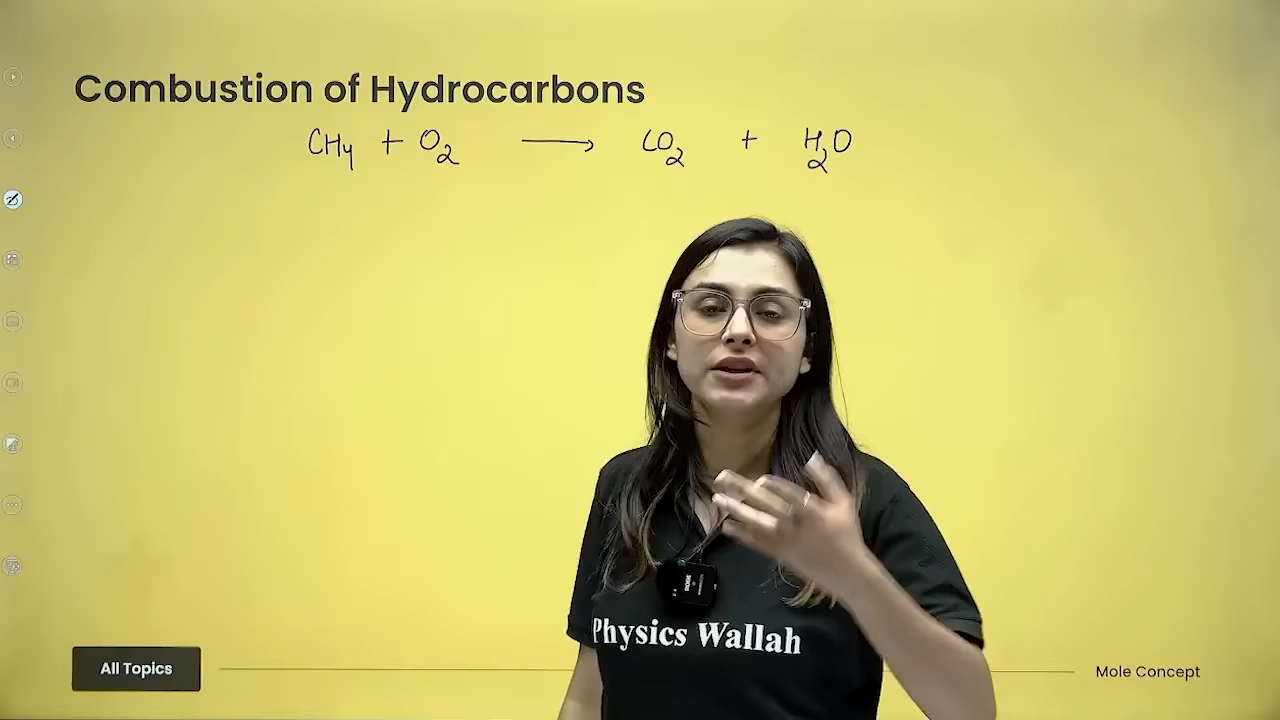 Combustion of Hydrocarbons
CH4 + O2 ⟶ CO2 + H2O
Physics Wallah
All Topics
Mole Concept